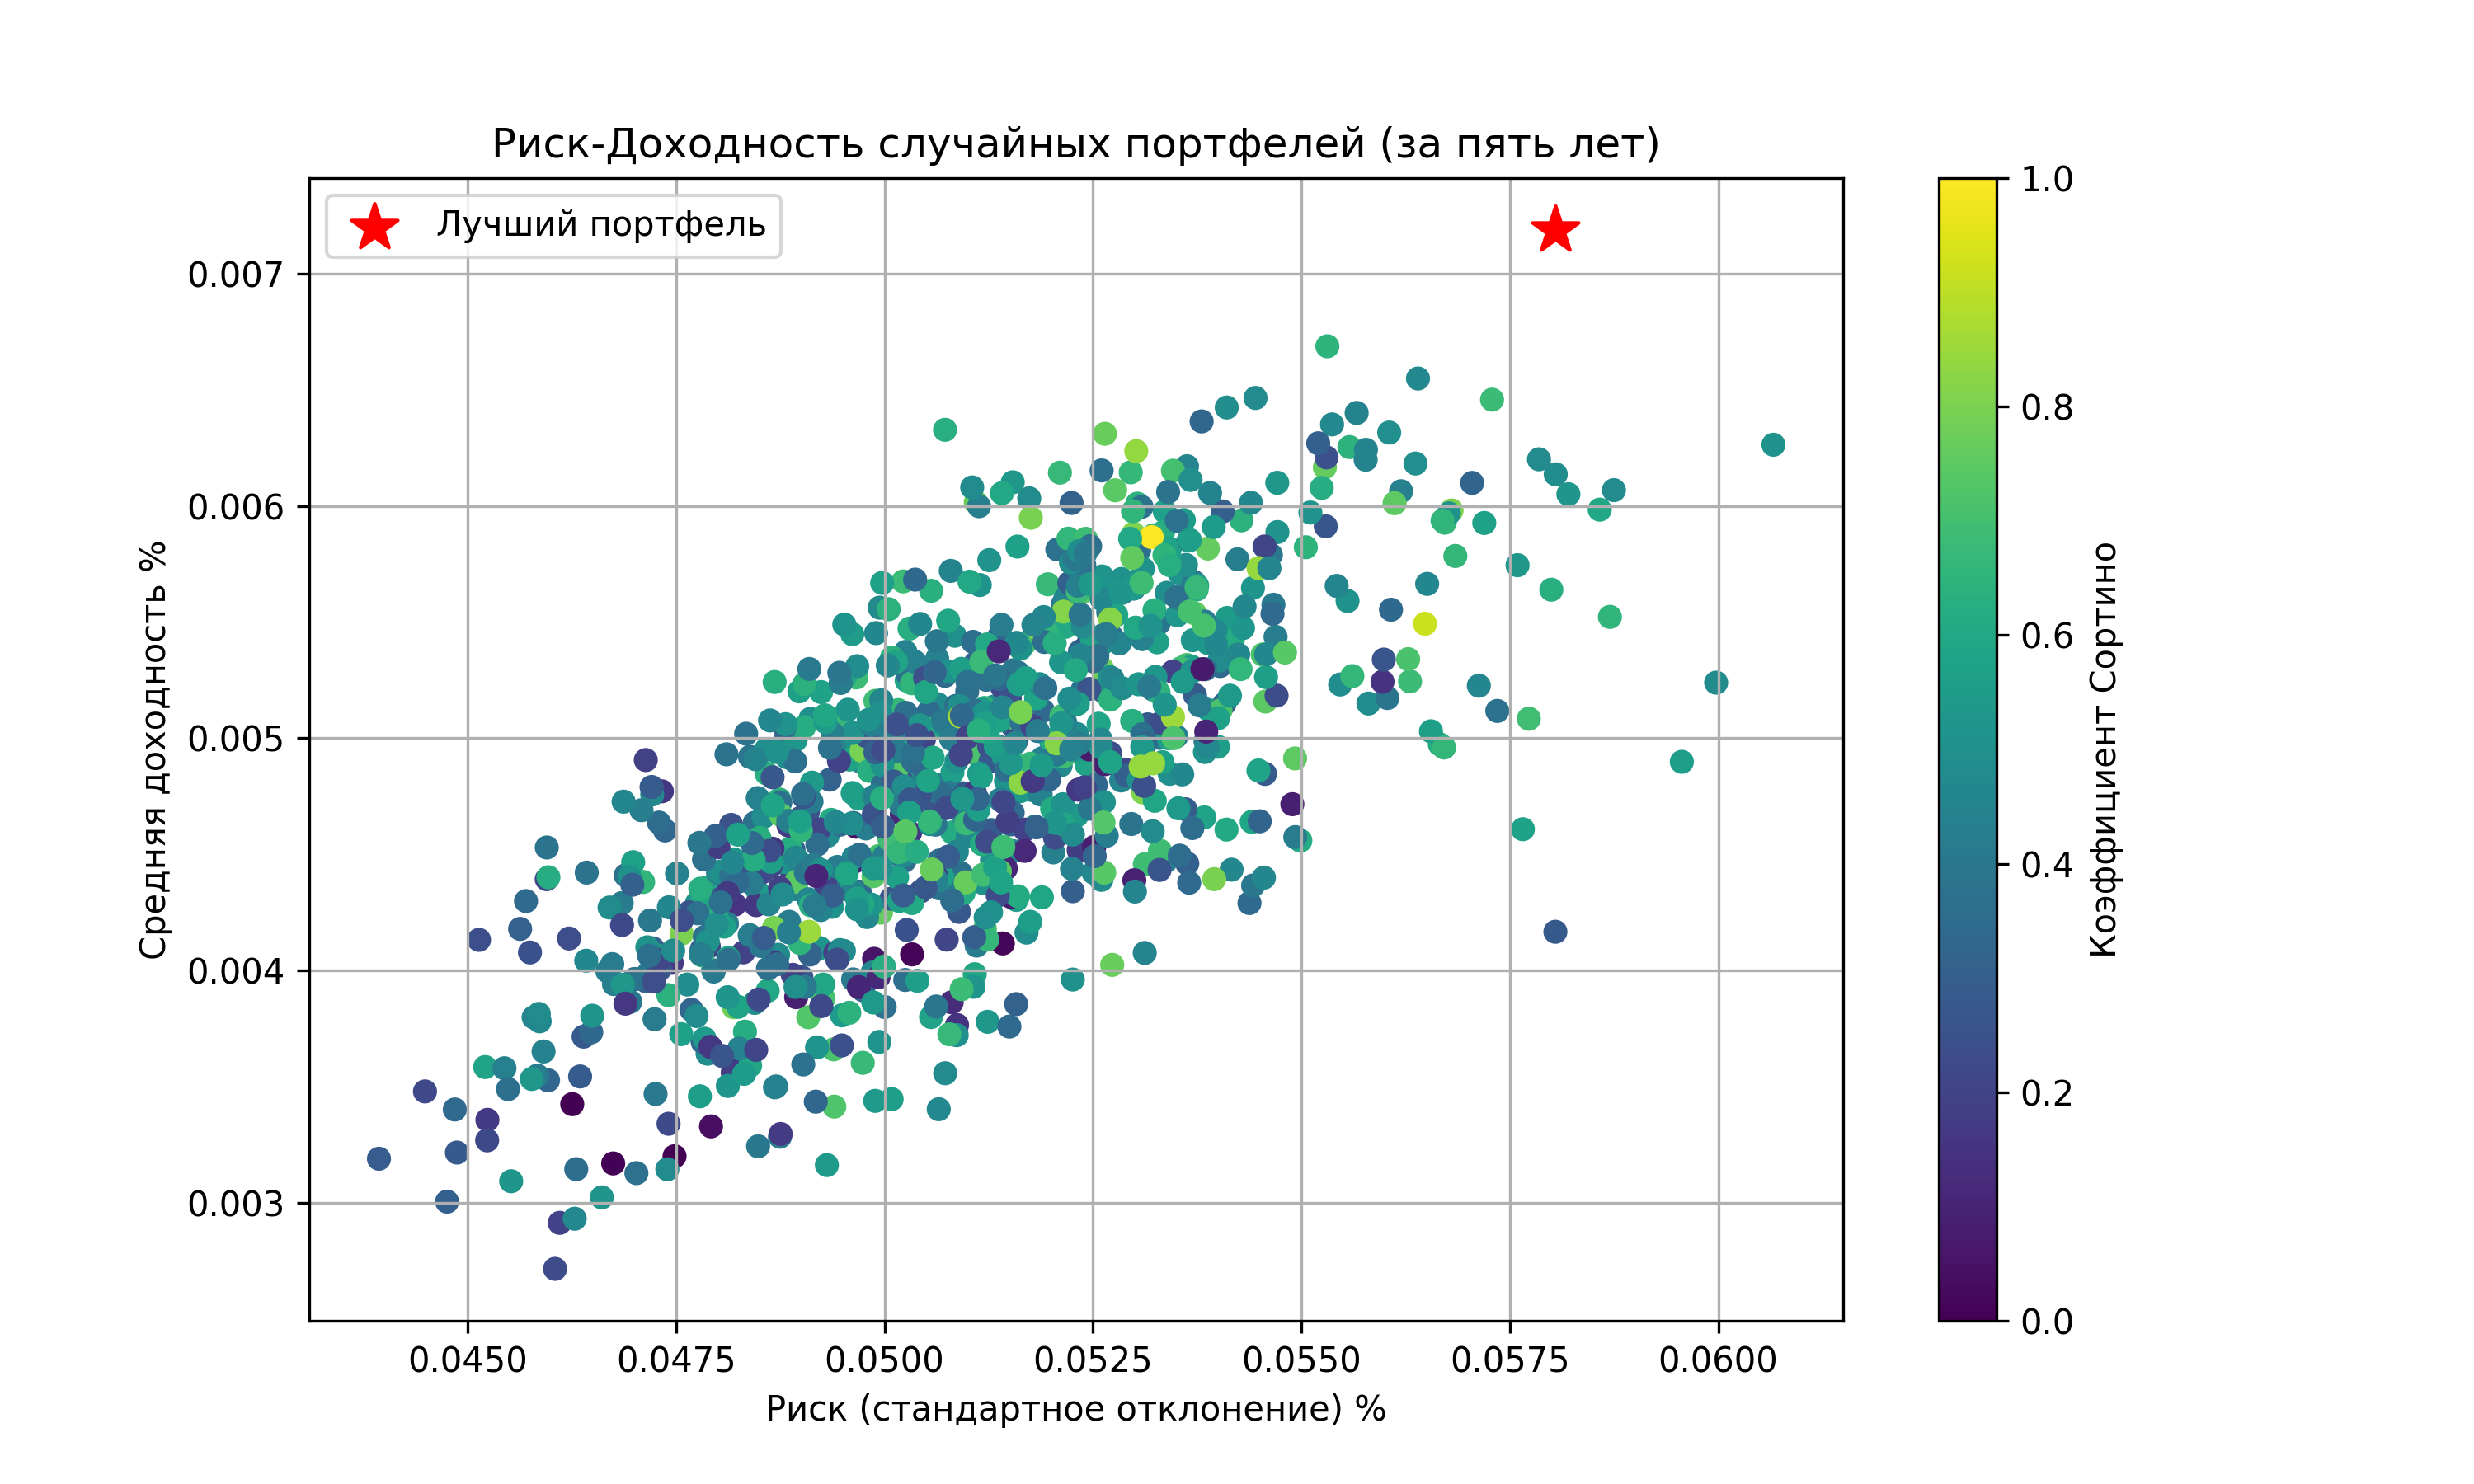 Риск-Доходность случайных портфелей (за пять лет)
Лучший портфель
Средняя доходность %
0.007
0.006
0.005
0.004
0.003
0.0450 0.0475 0.0500 0.0525 0.0550 0.0575 0.0600
Риск (стандартное отклонение) %
1.0
0.8
0.6
0.4
0.2
0.0
Коэффициент Сортино